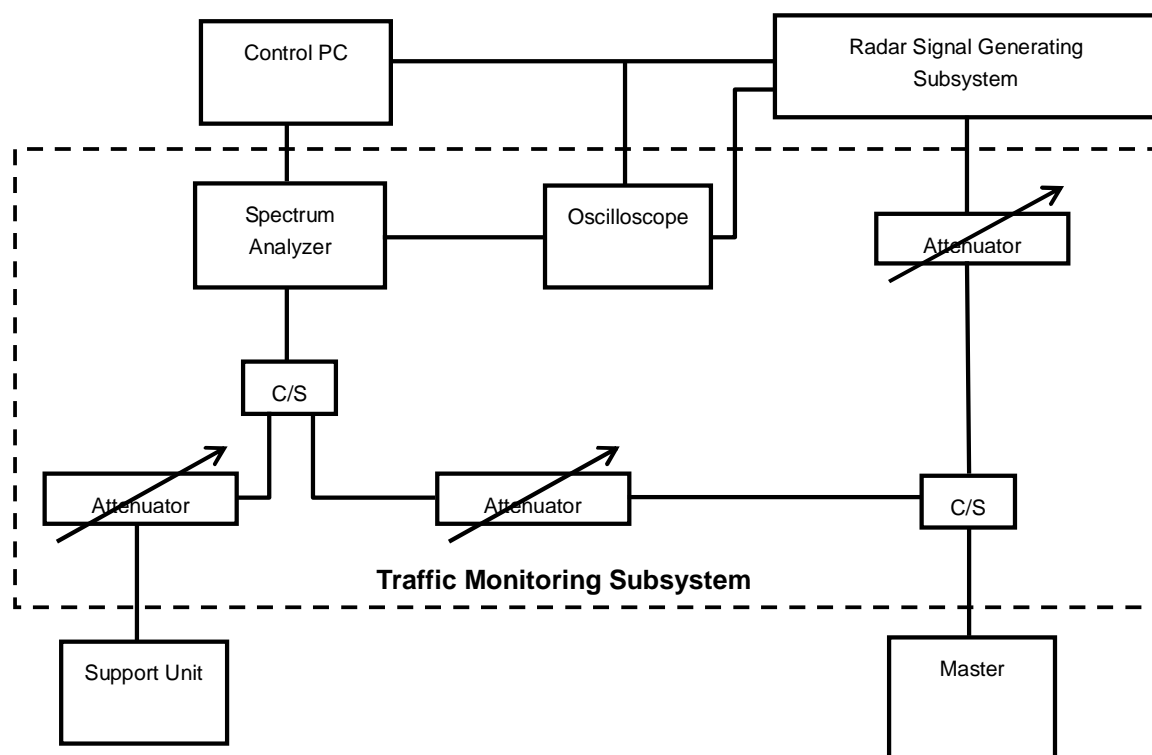 Control PC
Radar Signal Generating
Subsystem
Spectrum
Analyzer
Oscilloscope
Attenuator
C/S
Attenuator
Attenuator
C/S
Traffic Monitoring Subsystem
Support Unit
Master